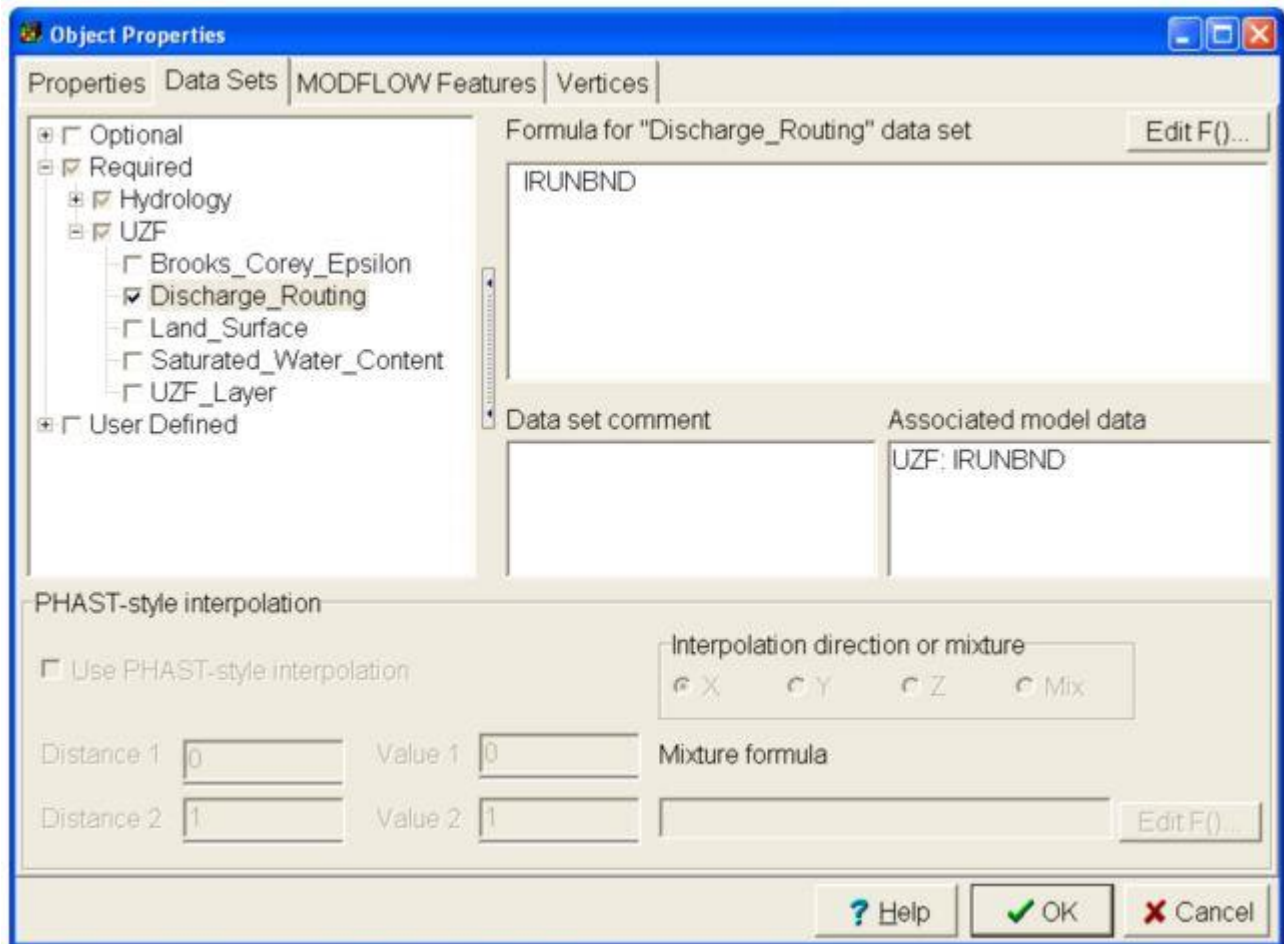 Object Properties
Properties Data Sets MODFLOW Features Vertices
Optional
Required
Hydrology
UZF
Brooks_Corey_Epsilon
Discharge_Routing
Land_Surface
Saturated_Water_Content
UZF_Layer
User Defined
Formula for "Discharge_Routing" data set
Edit F()...
IRUNBND
Data set comment
Associated model data
UZF: IRUNBND
PHAST-style interpolation
Use PHAST-style interpolation
Interpolation direction or mixture
X Y Z Mix
Distance 1 0 Value 1 0 Mixture formula
Distance 2 1 Value 2 1 Edit F()...
? Help OK Cancel